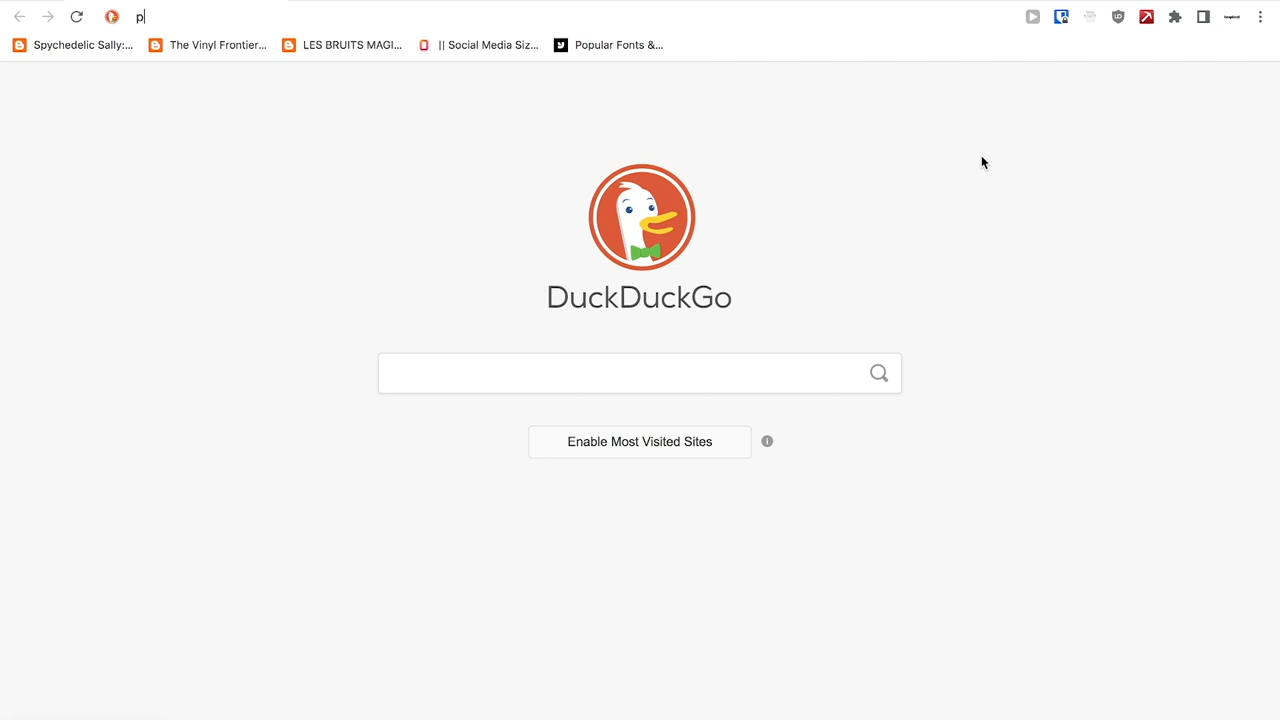 p
Spychedelic Sally:...
The Vinyl Frontier...
LES BRUITS MAGI...
|| Social Media Siz...
Popular Fonts &...
DuckDuckGo
Enable Most Visited Sites